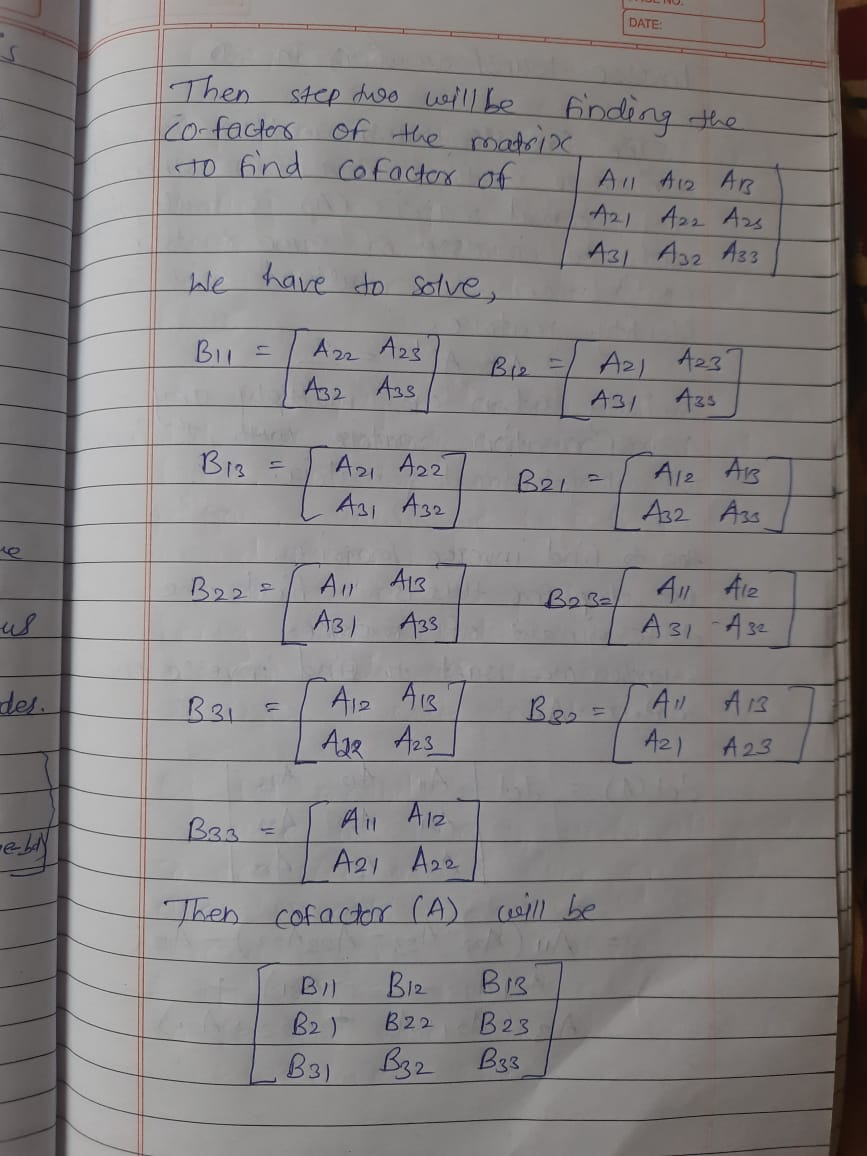 DATE:
Then step two will be finding the
co-factor of the matrix
to find cofactor of A11 A12 A13
A21 A22 A23
A31 A32 A33
We have to solve,
B11 = [ A22 A23 B12 = [ A21 A23 ]
A32 A33 ] A31 A33
B13 = [ A21 A22 ] B21 = [ A12 A13 ]
A31 A32 A32 A33
B22 = [ A11 A13 ] B23 = [ A11 A12 ]
A31 A33 A31 -A32
B31 = [ A12 A13 ] B32 = [ A11 A13 ]
A22 A23 A21 A23
B33 = [ A11 A12 ]
A21 A22
Then cofactor (A) will be
B11 B12 B13
B21 B22 B23
B31 B32 B33
des.